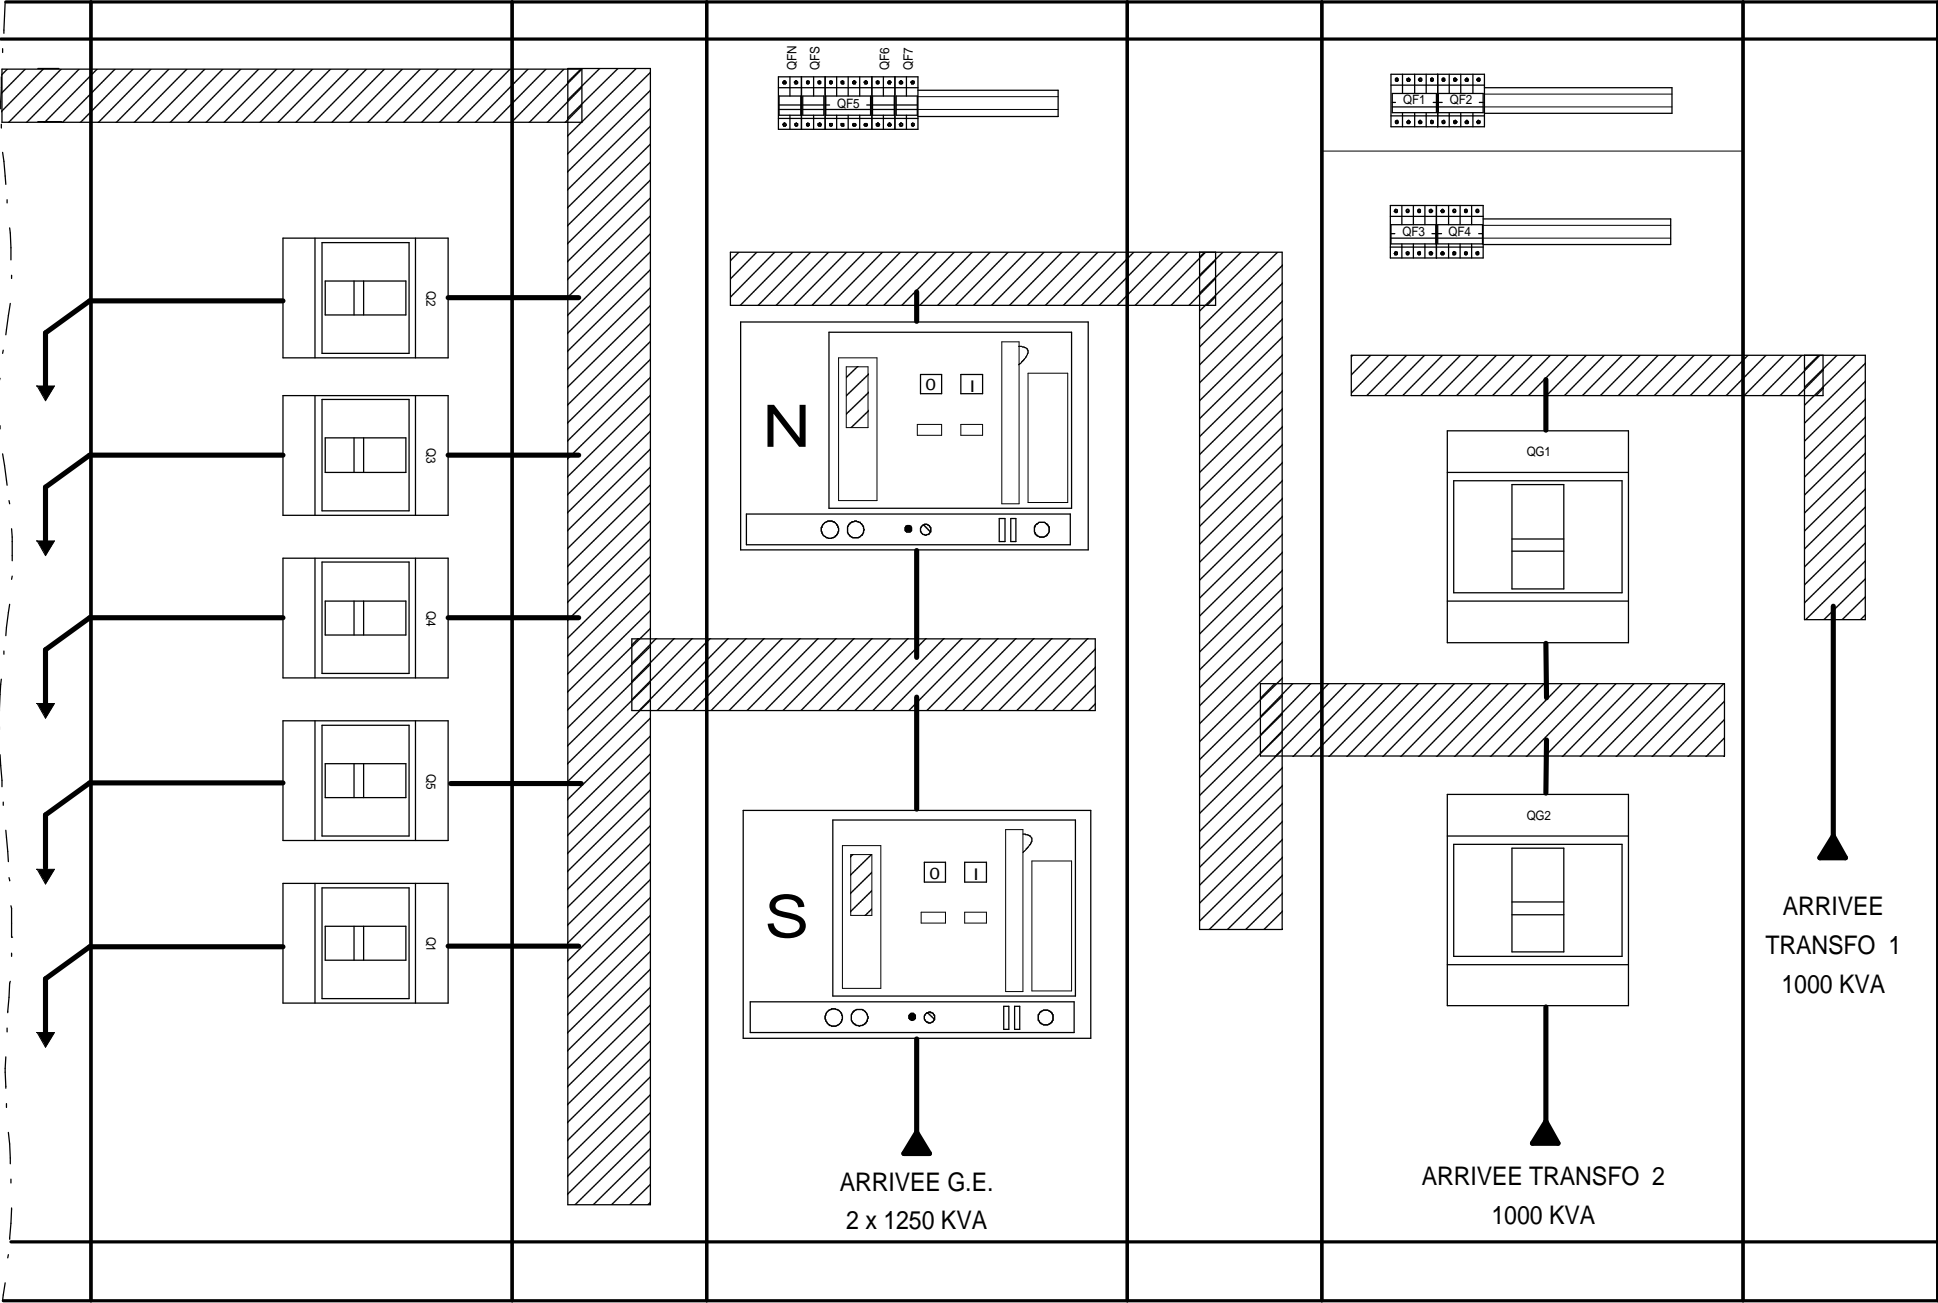 QFN
QFS
QF6
QF7
QF5
QF1 QF2
QF3 QF4
Q2
Q3
Q4
Q5
Q1
N
0 I
S
0 I
QG1
QG2
ARRIVEE
TRANSFO 1
1000 KVA
ARRIVEE G.E.
2 x 1250 KVA
ARRIVEE TRANSFO 2
1000 KVA